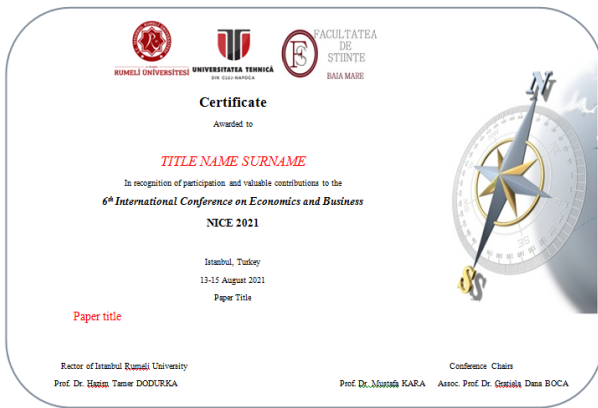 RUMELİ ÜNİVERSİTESİ
UNIVERSITATEA TEHNICĂ
DIN CLUJ-NAPOCA
FS
FACULTATEA
DE
STIINTE
BAIA MARE
Certificate
Awarded to
TITLE NAME SURNAME
In recognition of participation and valuable contributions to the
6th International Conference on Economics and Business
NICE 2021
Istanbul, Turkey
13-15 August 2021
Paper Title
Paper title
N
S
Rector of Istanbul Rumeli University
Prof. Dr. Hazim Tamer DODURKA
Conference Chairs
Prof. Dr. Mustafa KARA Assoc. Prof. Dr. Gratiela Dana BOCA